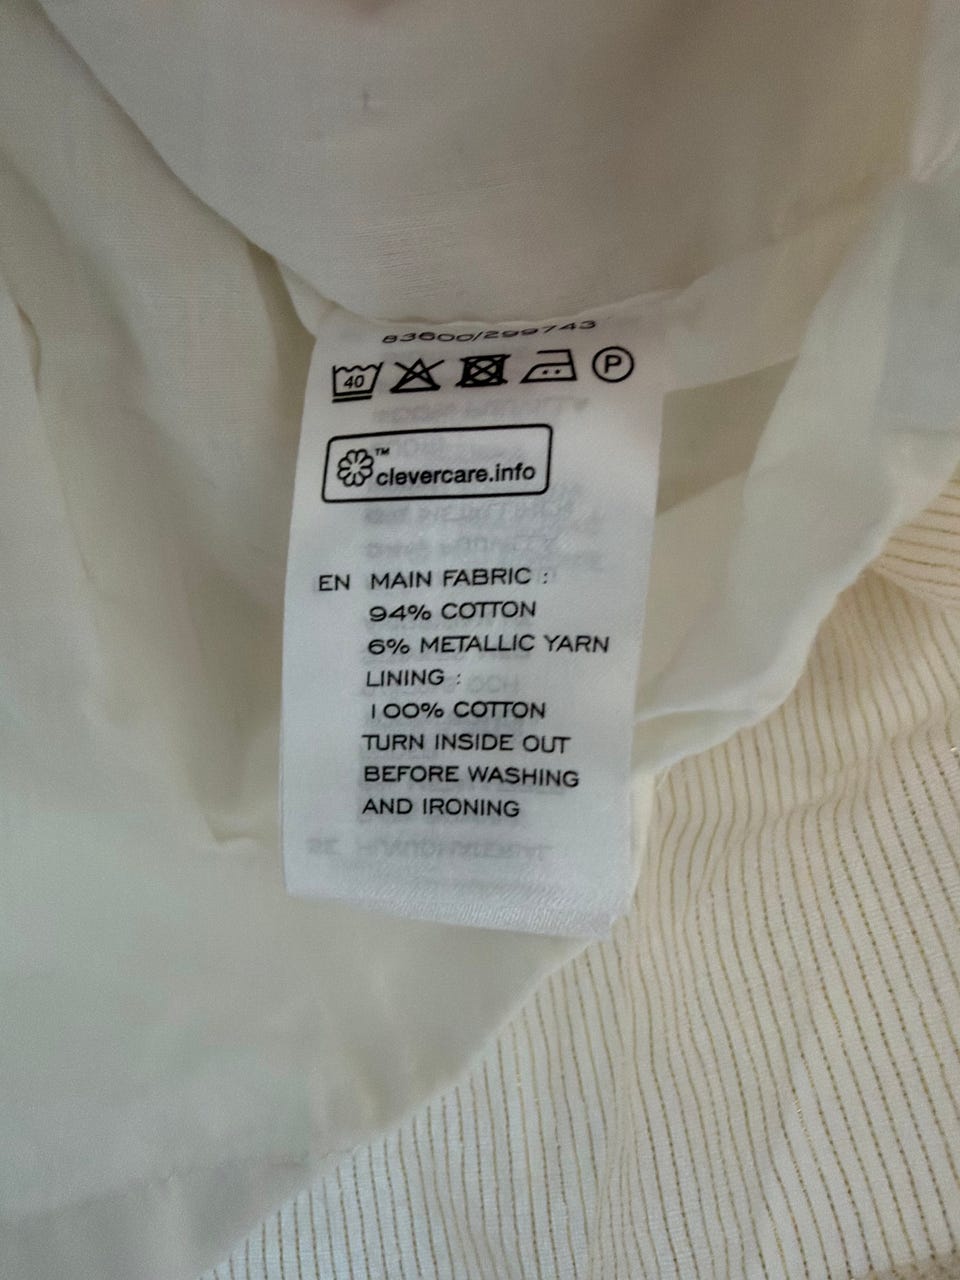 83600/299743
40 P
™
clevercare.info
EN MAIN FABRIC :
94% COTTON
6% METALLIC YARN
LINING :
100% COTTON
TURN INSIDE OUT
BEFORE WASHING
AND IRONING